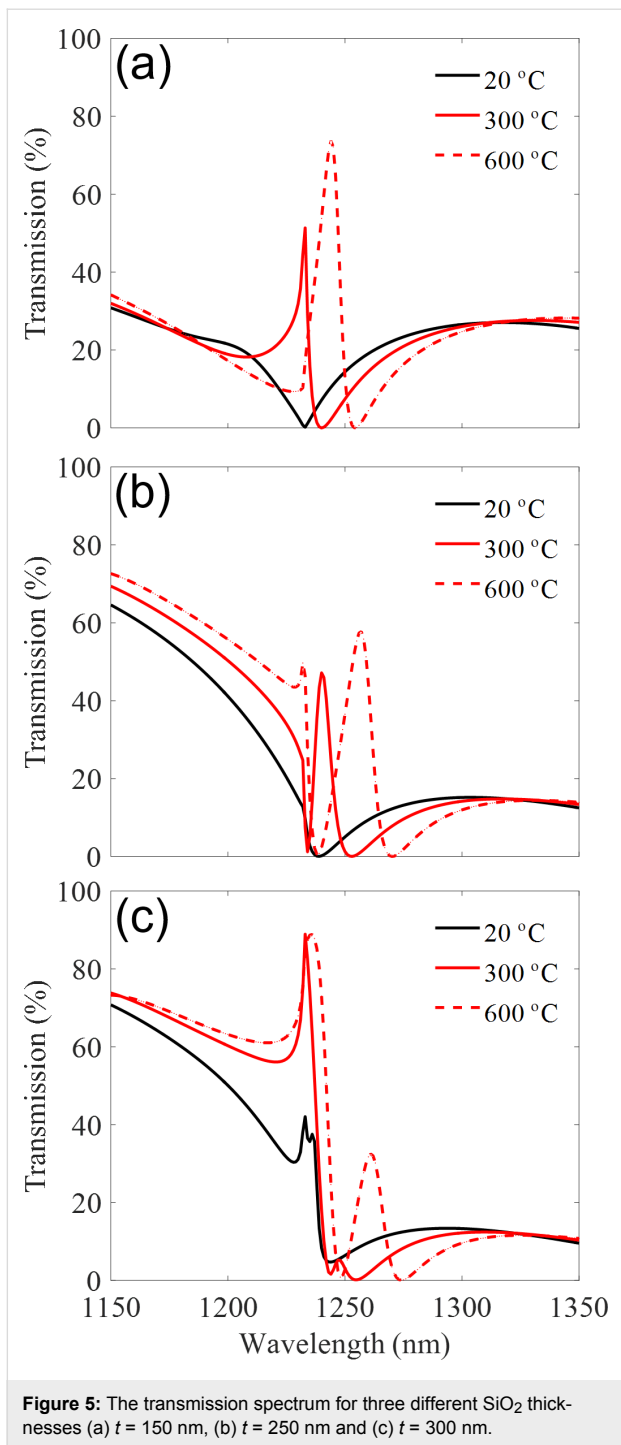 100
(a)
20 °C
300 °C
600 °C
80
60
40
20
0
Transmission (%)
100
(b)
20 °C
300 °C
600 °C
80
60
40
20
0
Transmission (%)
100
(c)
20 °C
300 °C
600 °C
80
60
40
20
0
Transmission (%)
1150 1200 1250 1300 1350
Wavelength (nm)
Figure 5: The transmission spectrum for three different SiO₂ thick-
nesses (a) t = 150 nm, (b) t = 250 nm and (c) t = 300 nm.